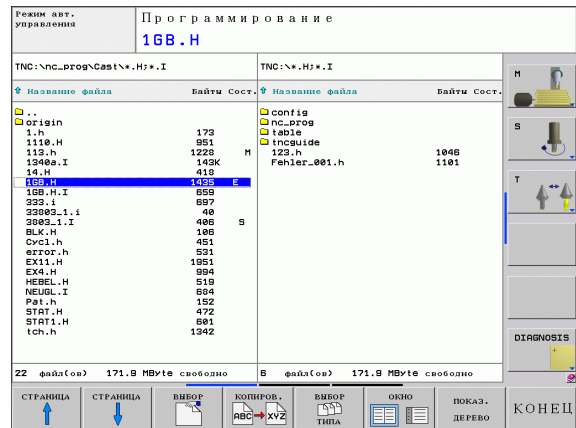 Режим авт.
управления
Программирование
1GB.H
TNC:\nc_prog\Cast\*.H;*.I
TNC:\*.H;*.I
Название файла Байты Сост.
Название файла Байты Сост.
..
origin
1.h 173
1110.H 951
113.h 1228 M
1340a.I 143K
14.H 418
1GB.H 1435 E
1GB.H.I 659
333.i 697
33803_1.i 40
3803_1.I 406 S
BLK.H 106
Cycl.h 451
error.h 531
EX11.H 1951
EX4.H 994
HEBEL.H 519
NEUGL.I 684
Pat.h 152
STAT.H 472
STAT1.H 601
tch.h 1342
config
nc_prog
table
tncguide
123.h 1046
Fehler_001.h 1101
22 файл(ов) 171.9 MByte свободно
6 файл(ов) 171.9 MByte свободно
M
S
T
DIAGNOSIS
СТРАНИЦА
СТРАНИЦА
ВЫБОР
КОПИРОВ.
ABC XYZ
ВЫБОР
ТИПА
ОКНО
ПОКАЗ.
ДЕРЕВО
КОНЕЦ